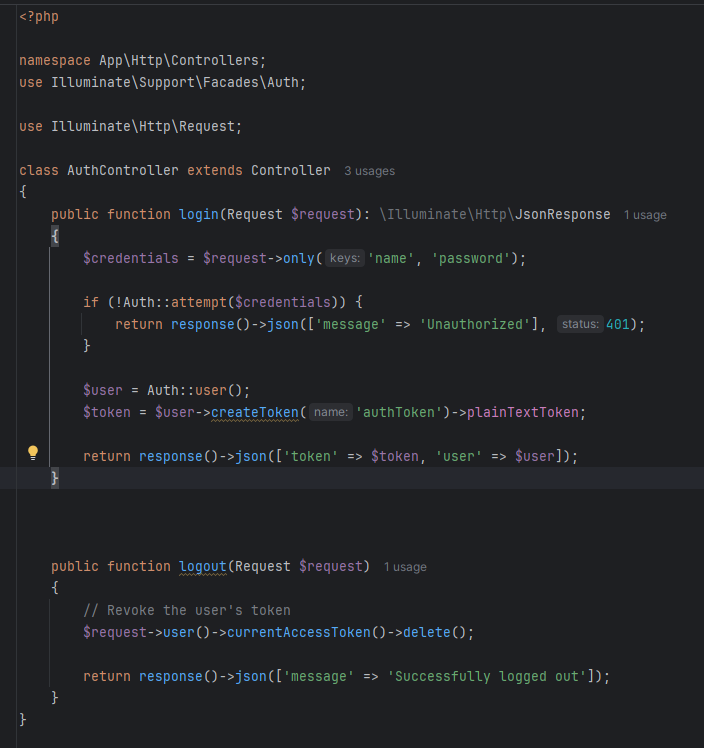 <?php
namespace App\Http\Controllers;
use Illuminate\Support\Facades\Auth;
use Illuminate\Http\Request;
class AuthController extends Controller 3 usages
{
public function login(Request $request): \Illuminate\Http\JsonResponse 1 usage
{
$credentials = $request->only( keys: 'name', 'password');
if (!Auth::attempt($credentials)) {
return response()->json(['message' => 'Unauthorized'], status: 401);
}
$user = Auth::user();
$token = $user->createToken( name: 'authToken')->plainTextToken;
return response()->json(['token' => $token, 'user' => $user]);
}
public function logout(Request $request) 1 usage
{
// Revoke the user's token
$request->user()->currentAccessToken()->delete();
return response()->json(['message' => 'Successfully logged out']);
}
}